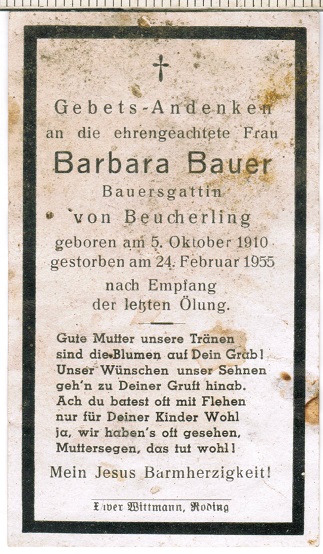 Gebets-Andenken
an die ehrengeachtete Frau
Barbara Bauer
Bauersgattin
von Beucherling
geboren am 5. Oktober 1910
gestorben am 24. Februar 1955
nach Empfang
der letzten Ölung.
Gute Mutter unsere Tränen
sind die Blumen auf Dein Grab!
Unser Wünschen unser Sehnen
geh'n zu Deiner Gruft hinab.
Ach du batest oft mit Flehen
nur für Deiner Kinder Wohl
ja, wir haben's oft gesehen,
Muttersegen, das tut wohl!
Mein Jesus Barmherzigkeit!
Wittmann, Roding